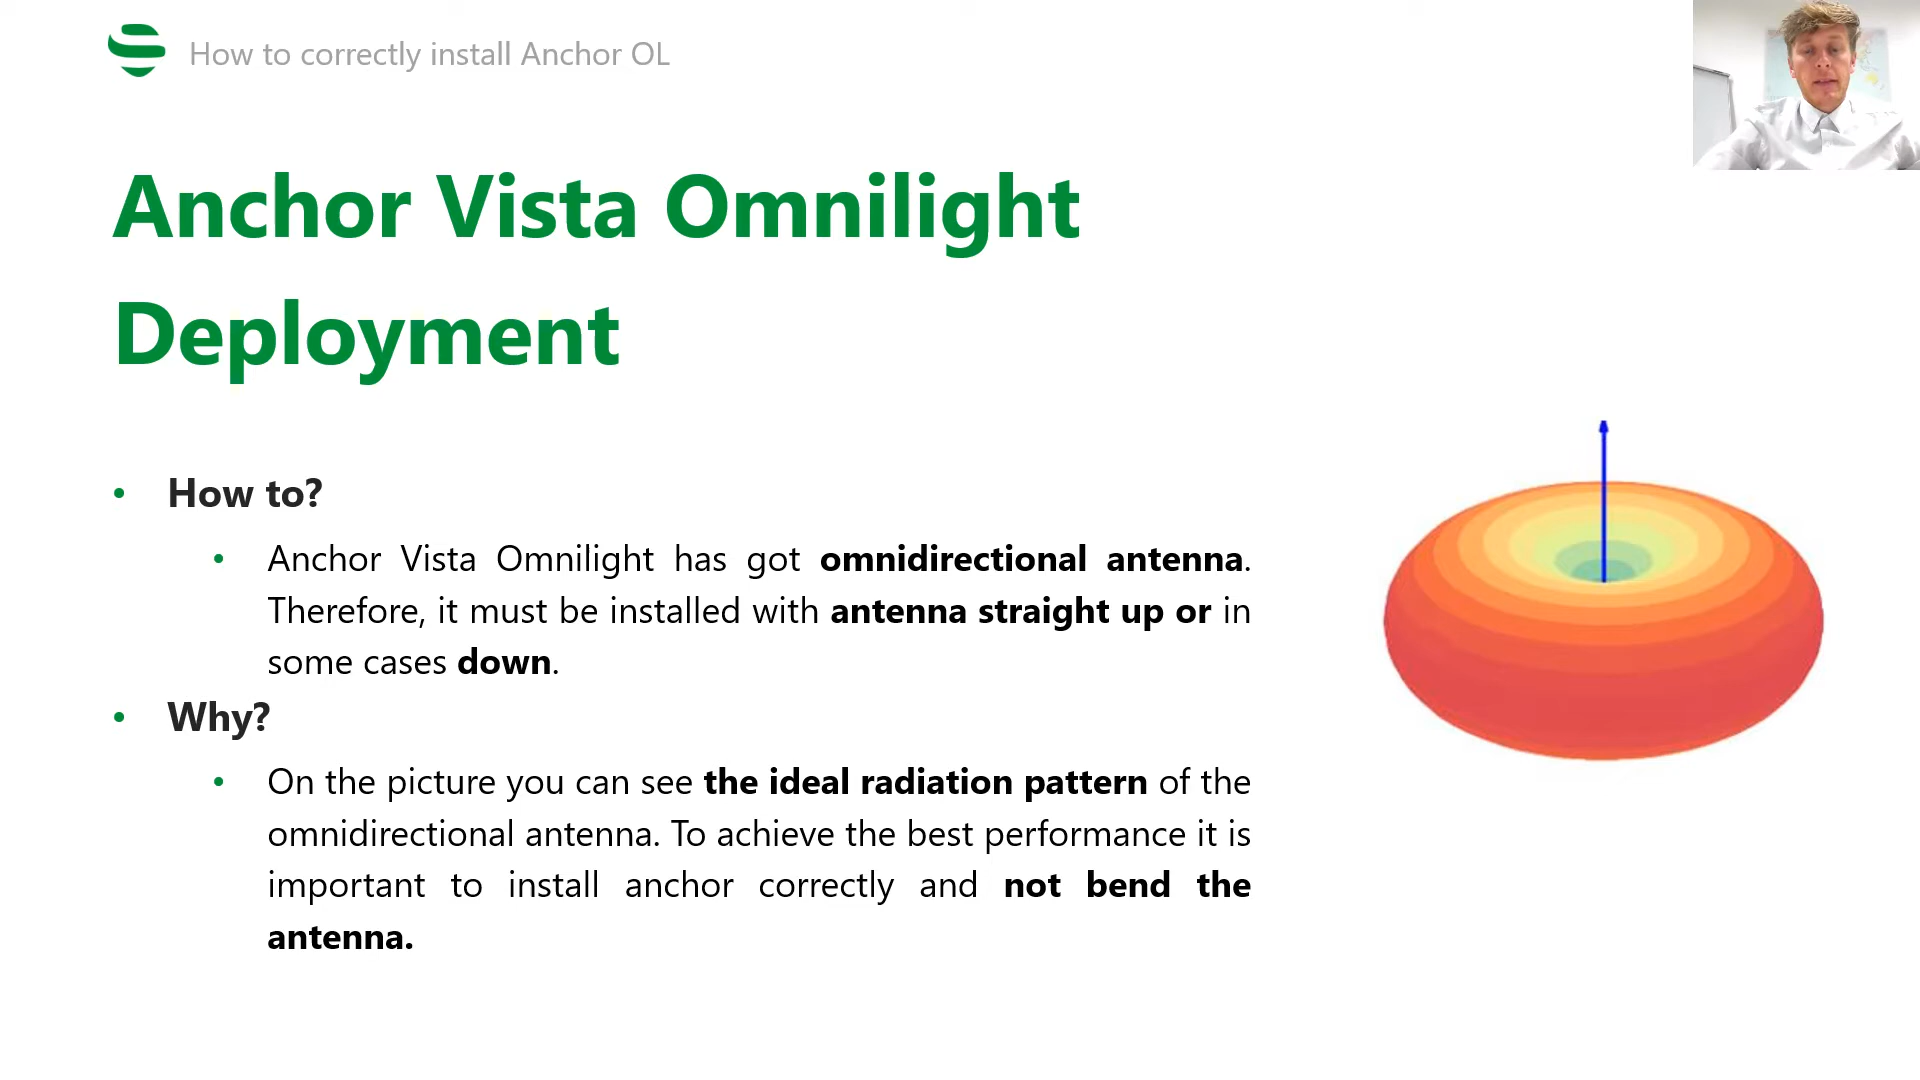 How to correctly install Anchor OL
Anchor Vista Omnilight
Deployment
• How to?
• Anchor Vista Omnilight has got omnidirectional antenna.
Therefore, it must be installed with antenna straight up or in
some cases down.
• Why?
• On the picture you can see the ideal radiation pattern of the
omnidirectional antenna. To achieve the best performance it is
important to install anchor correctly and not bend the
antenna.